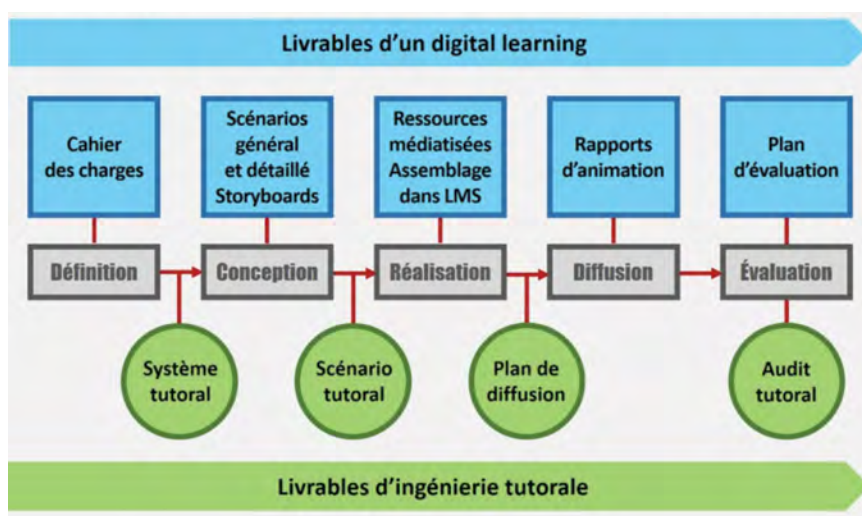 Livrables d'un digital learning
Cahier
des charges
Scénarios
général
et détaillé
Storyboards
Ressources
médiatisées
Assemblage
dans LMS
Rapports
d'animation
Plan
d'évaluation
Définition
Conception
Réalisation
Diffusion
Évaluation
Système
tutoral
Scénario
tutoral
Plan de
diffusion
Audit
tutoral
Livrables d'ingénierie tutorale